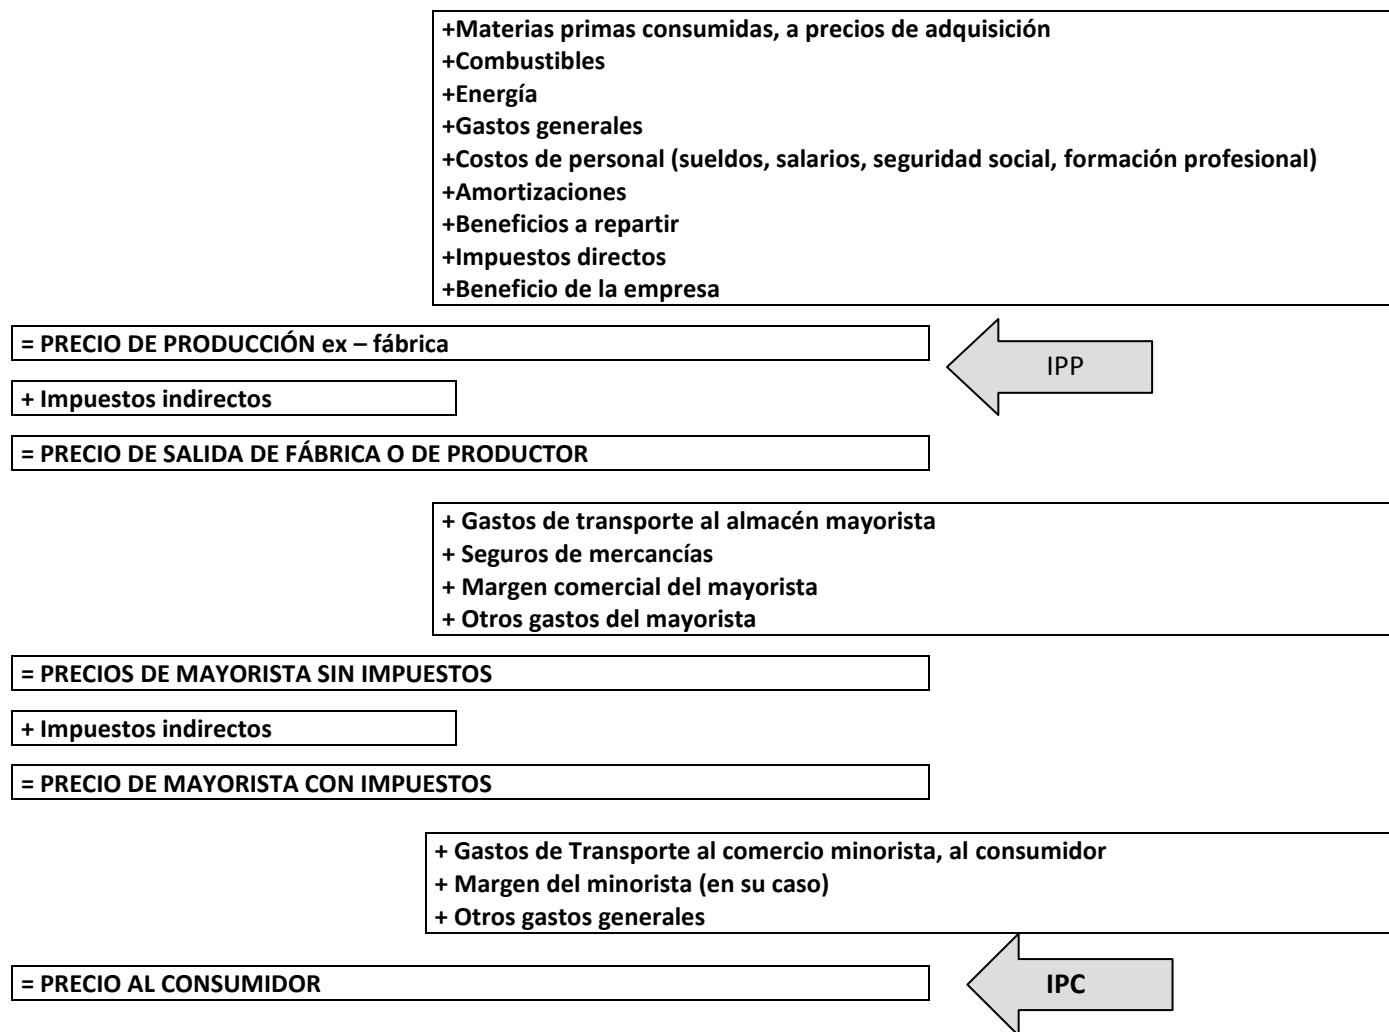 +Materias primas consumidas, a precios de adquisición
+Combustibles
+Energía
+Gastos generales
+Costos de personal (sueldos, salarios, seguridad social, formación profesional)
+Amortizaciones
+Beneficios a repartir
+Impuestos directos
+Beneficio de la empresa
= PRECIO DE PRODUCCIÓN ex – fábrica
IPP
+ Impuestos indirectos
= PRECIO DE SALIDA DE FÁBRICA O DE PRODUCTOR
+ Gastos de transporte al almacén mayorista
+ Seguros de mercancías
+ Margen comercial del mayorista
+ Otros gastos del mayorista
= PRECIOS DE MAYORISTA SIN IMPUESTOS
+ Impuestos indirectos
= PRECIO DE MAYORISTA CON IMPUESTOS
+ Gastos de Transporte al comercio minorista, al consumidor
+ Margen del minorista (en su caso)
+ Otros gastos generales
= PRECIO AL CONSUMIDOR
IPC